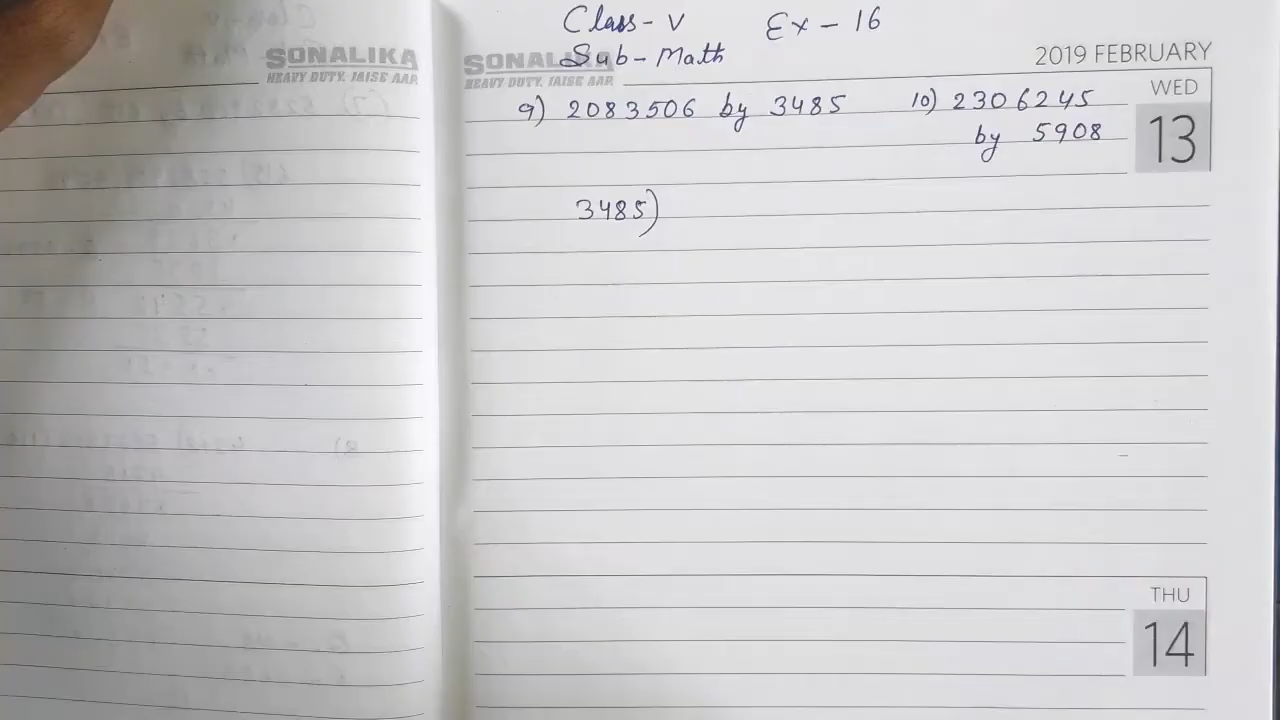 Class - V Ex - 16
Sub - Math
SONALIKA
HEAVY DUTY. JAISE AAP.
SONALIKA
HEAVY DUTY. JAISE AAP.
2019 FEBRUARY
WED
13
9) 2083506 by 3485
10) 2306245
by 5908
3485)
THU
14